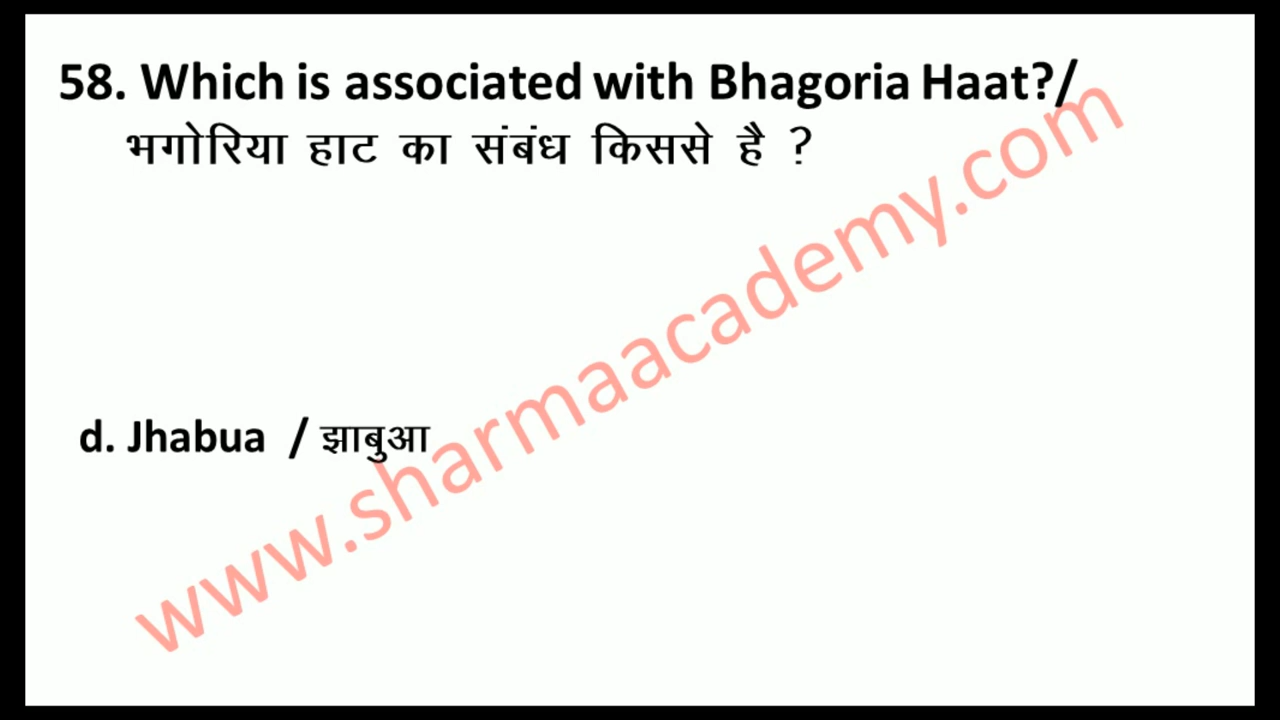 58. Which is associated with Bhagoria Haat?/
भगोरिया हाट का संबंध किससे है ?
d. Jhabua / झाबुआ
www.sharmaacademy.com